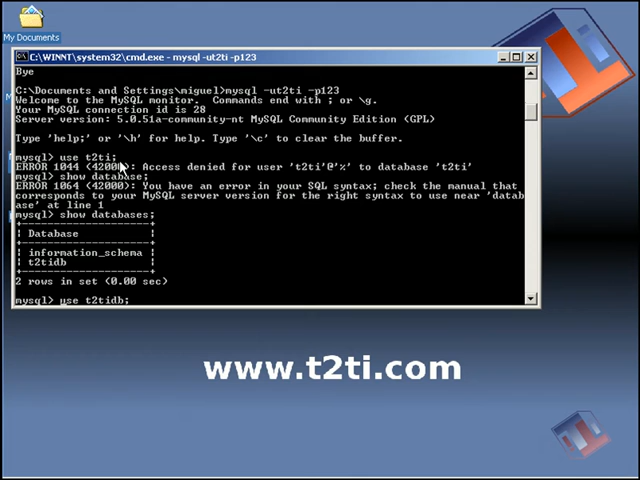 My Documents
C:\WINNT\system32\cmd.exe - mysql -ut2ti -p123
Bye
C:\Documents and Settings\miguel>mysql -ut2ti -p123
Welcome to the MySQL monitor.  Commands end with ; or \g.
Your MySQL connection id is 28
Server version: 5.0.51a-community-nt MySQL Community Edition (GPL)
Type 'help;' or '\h' for help. Type '\c' to clear the buffer.
mysql> use t2ti;
ERROR 1044 (42000): Access denied for user 't2ti'@'%' to database 't2ti'
mysql> show database;
ERROR 1064 (42000): You have an error in your SQL syntax; check the manual that
corresponds to your MySQL server version for the right syntax to use near 'datab
ase' at line 1
mysql> show databases;
+--------------------+
| Database           |
+--------------------+
| information_schema |
| t2tidb             |
+--------------------+
2 rows in set (0.00 sec)
mysql> use t2tidb;
www.t2ti.com